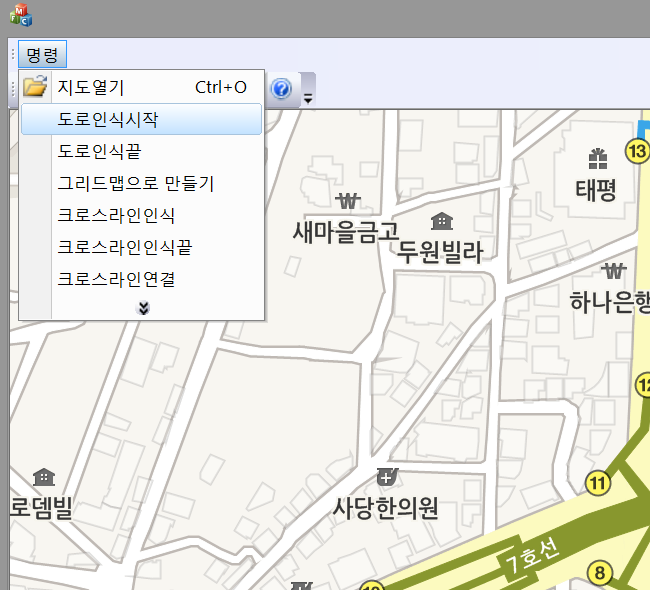 명령
지도열기 Ctrl+O
도로인식시작
도로인식끝
그리드맵으로 만들기
크로스라인인식
크로스라인인식끝
크로스라인연결
13
태평
새마을금고
두원빌라
하나은행
12
로뎀빌
사당한의원
11
7호선
8
10